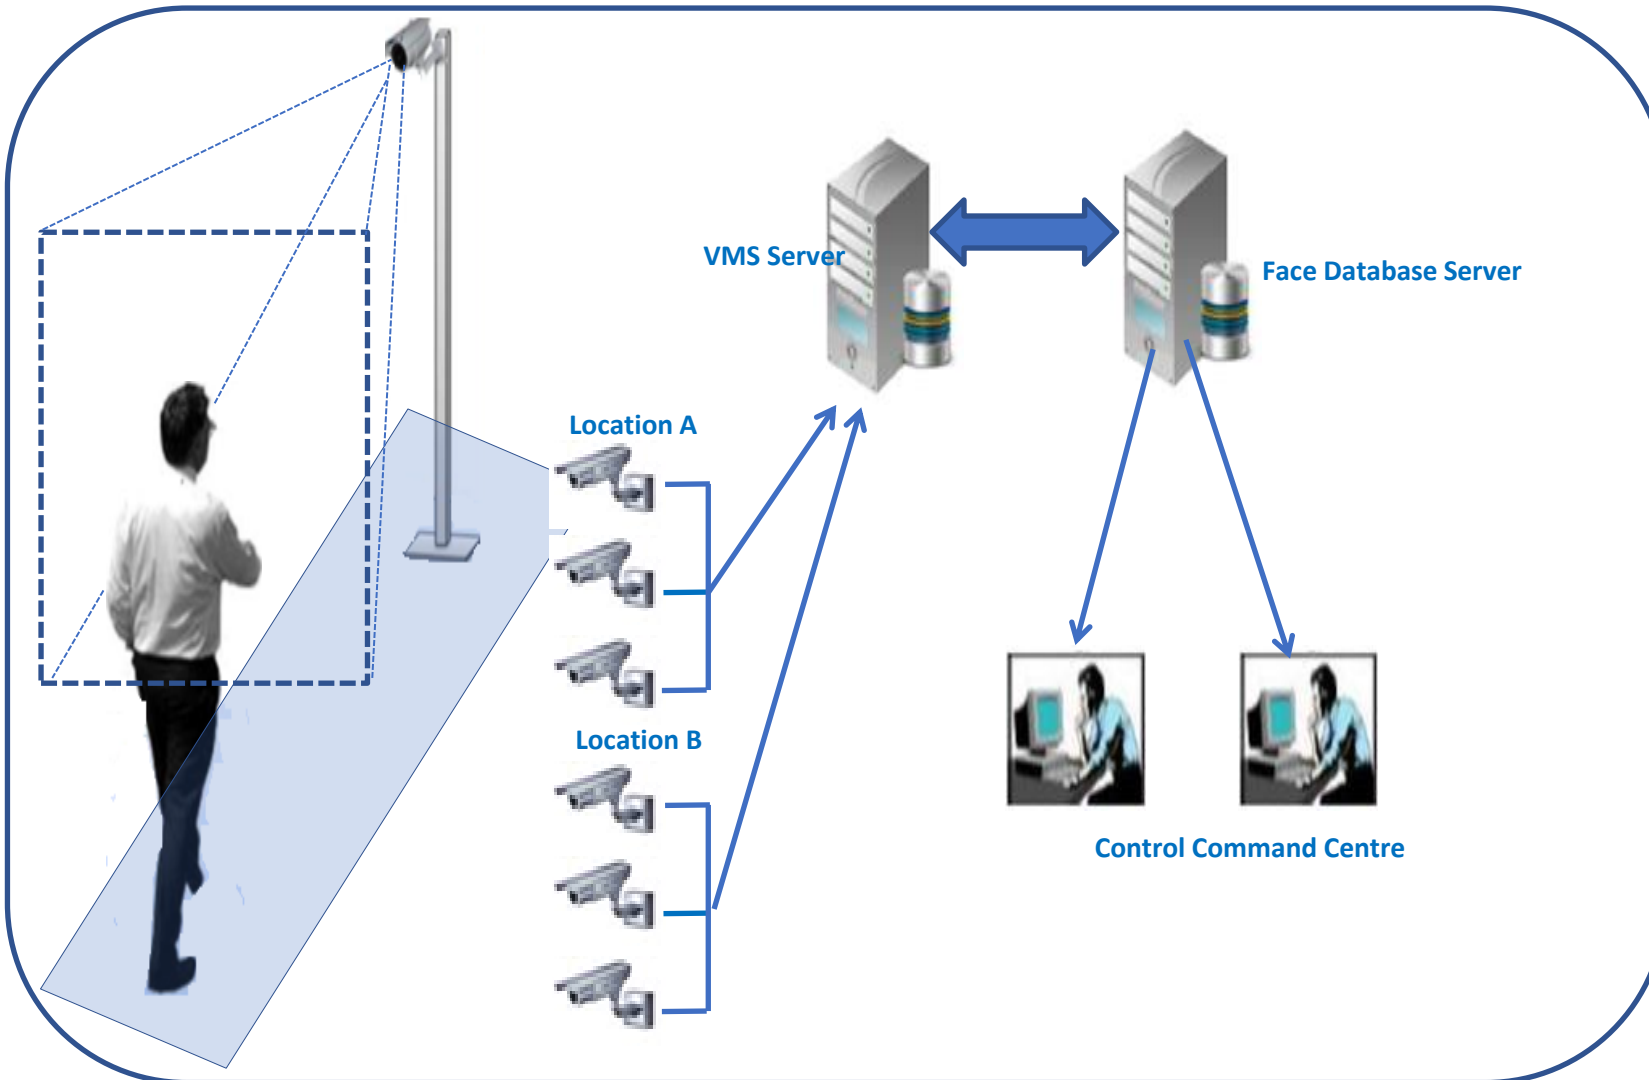 VMS Server
Face Database Server
Location A
Location B
Control Command Centre